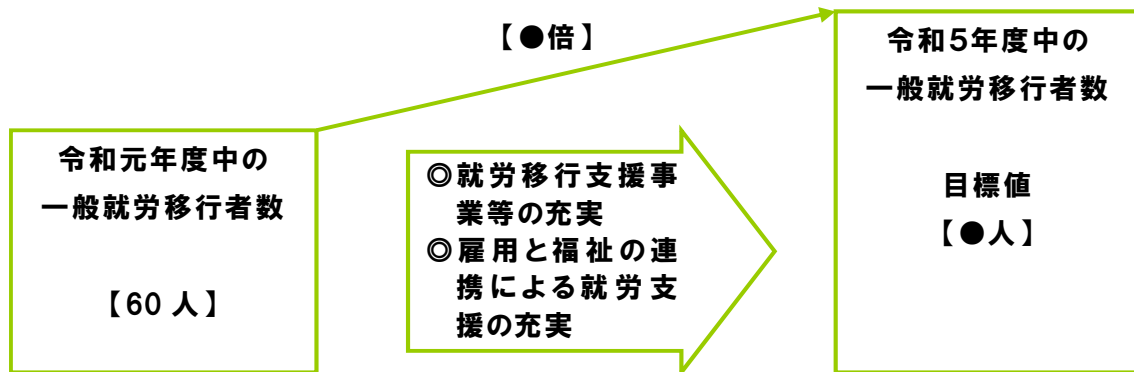 【●倍】
令和元年度中の
一般就労移行者数
【60人】
◎就労移行支援事
業等の充実
◎雇用と福祉の連
携による就労支
援の充実
令和5年度中の
一般就労移行者数
目標値
【●人】